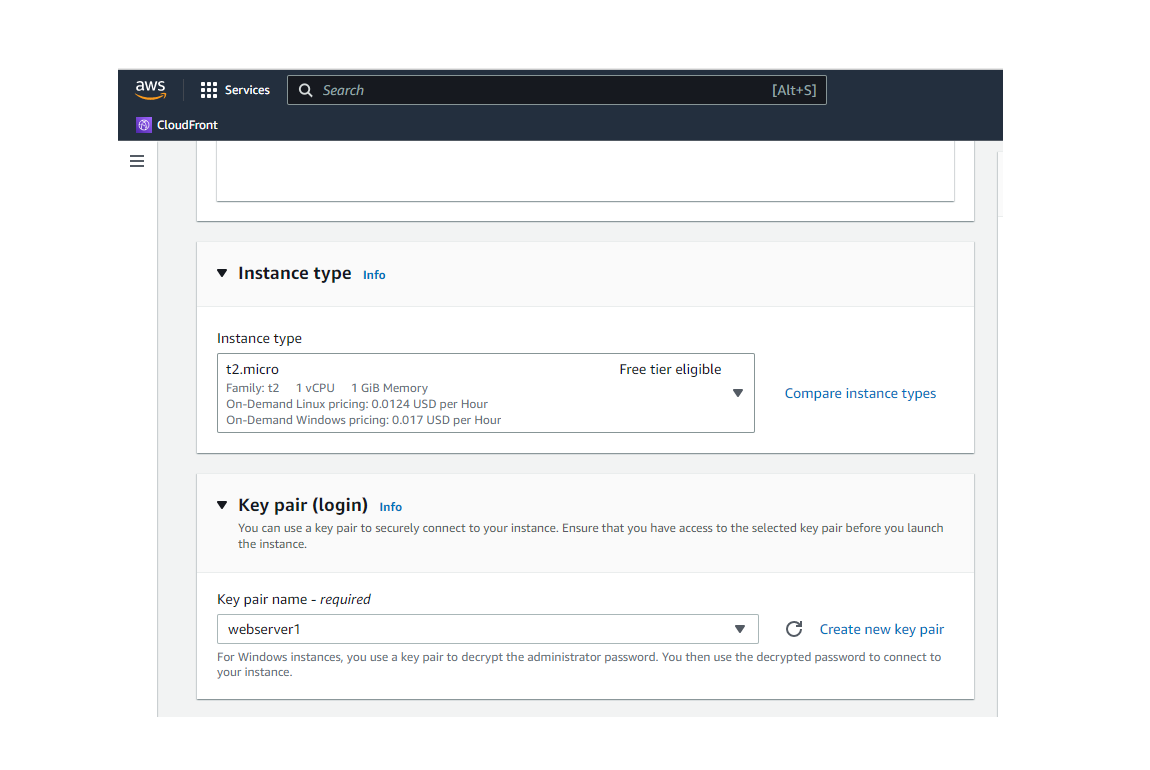 aws Services Search [Alt+S]
CloudFront
Instance type Info
Instance type
t2.micro Free tier eligible
Family: t2 1 vCPU 1 GiB Memory
On-Demand Linux pricing: 0.0124 USD per Hour
On-Demand Windows pricing: 0.017 USD per Hour
Compare instance types
Key pair (login) Info
You can use a key pair to securely connect to your instance. Ensure that you have access to the selected key pair before you launch
the instance.
Key pair name - required
webserver1
Create new key pair
For Windows instances, you use a key pair to decrypt the administrator password. You then use the decrypted password to connect to
your instance.